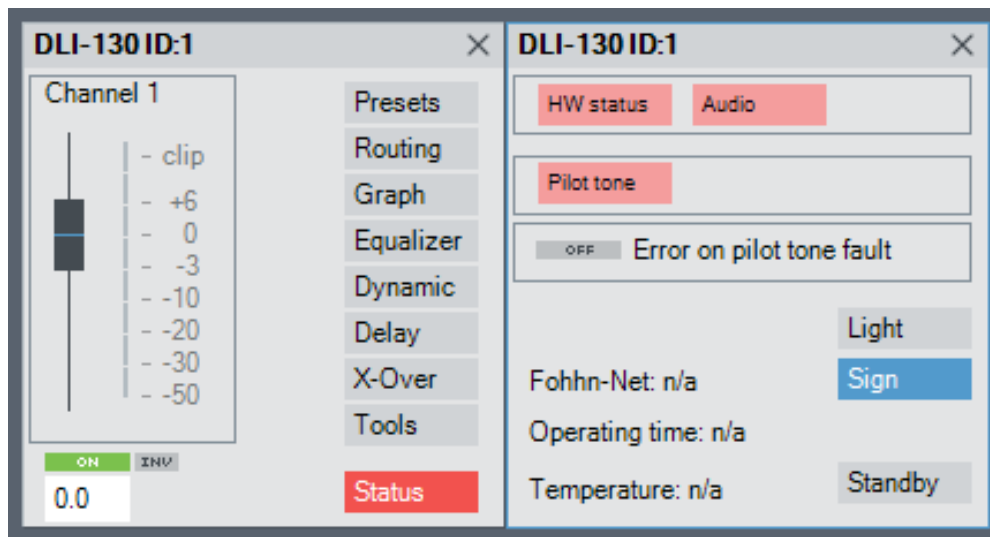 DLI-130 ID:1
Channel 1
clip
+6
0
-3
-10
-20
-30
-50
ON INV
0.0
Presets
Routing
Graph
Equalizer
Dynamic
Delay
X-Over
Tools
Status
DLI-130 ID:1
HW status Audio
Pilot tone
OFF Error on pilot tone fault
Light
Fohhn-Net: n/a Sign
Operating time: n/a
Temperature: n/a Standby